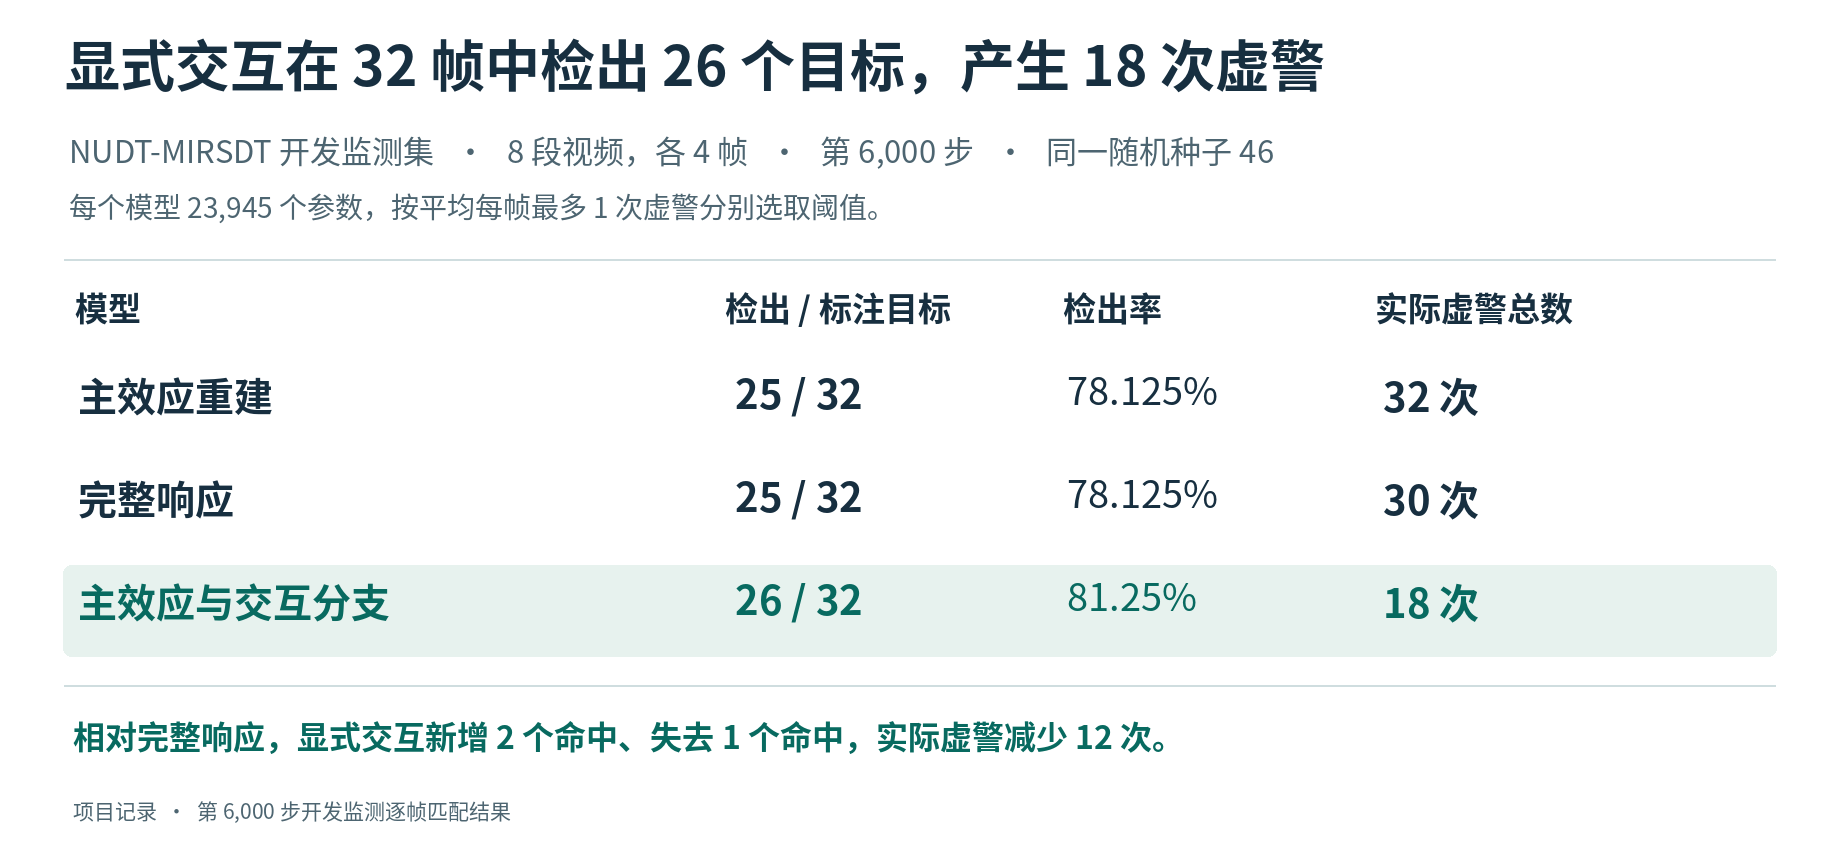 显式交互在 32 帧中检出 26 个目标，产生 18 次虚警
NUDT-MIRSDT 开发监测集 · 8 段视频，各 4 帧 · 第 6,000 步 · 同一随机种子 46
每个模型 23,945 个参数，按平均每帧最多 1 次虚警分别选取阈值。
模型 检出 / 标注目标 检出率 实际虚警总数
主效应重建 25 / 32 78.125% 32 次
完整响应 25 / 32 78.125% 30 次
主效应与交互分支 26 / 32 81.25% 18 次
相对完整响应，显式交互新增 2 个命中、失去 1 个命中，实际虚警减少 12 次。
项目记录 · 第 6,000 步开发监测逐帧匹配结果